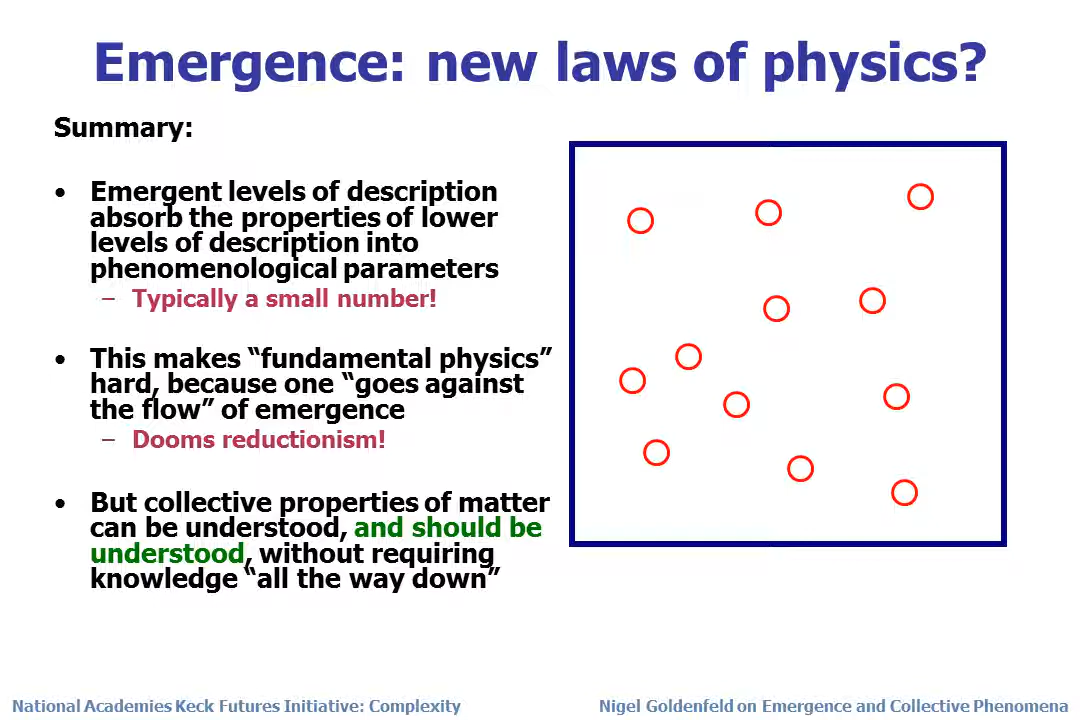 Emergence: new laws of physics?
Summary:
• Emergent levels of description
absorb the properties of lower
levels of description into
phenomenological parameters
– Typically a small number!
• This makes “fundamental physics”
hard, because one “goes against
the flow” of emergence
– Dooms reductionism!
• But collective properties of matter
can be understood, and should be
understood, without requiring
knowledge “all the way down”
National Academies Keck Futures Initiative: Complexity
Nigel Goldenfeld on Emergence and Collective Phenomena